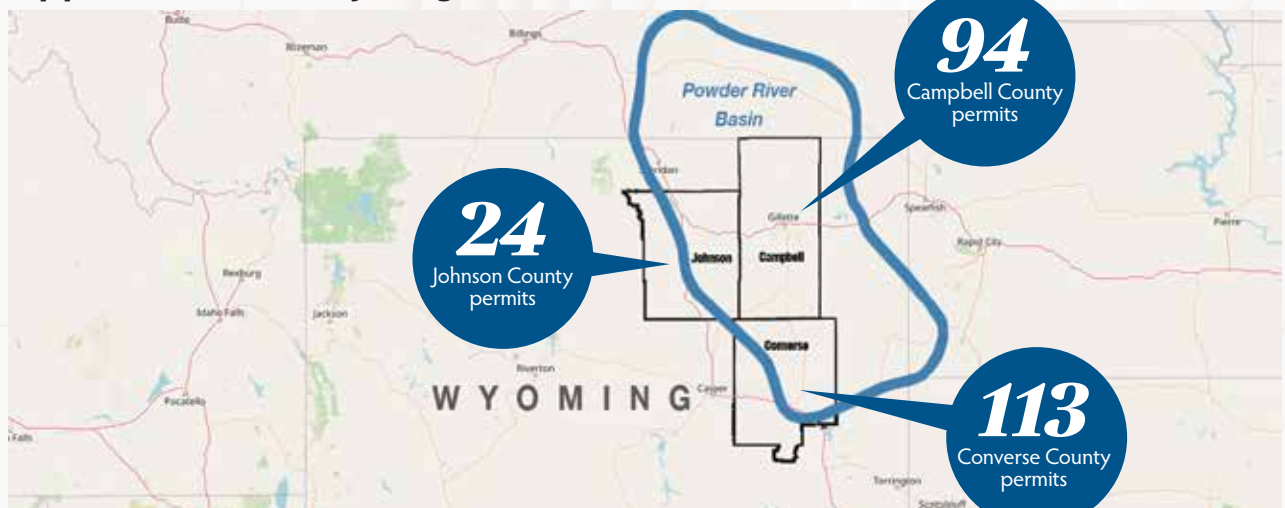 Butte
Bozeman
Billings
94
Campbell County
permits
Powder River
Basin
Gillette
Spearfish
Pierre
Rapid City
24
Johnson County
permits
Johnson
Campbell
Rexburg
Idaho Falls
Jackson
Converse
Riverton
WYOMING
Casper
Pocatello
Falls
113
Converse County
permits
Torrington
Scottsbluff